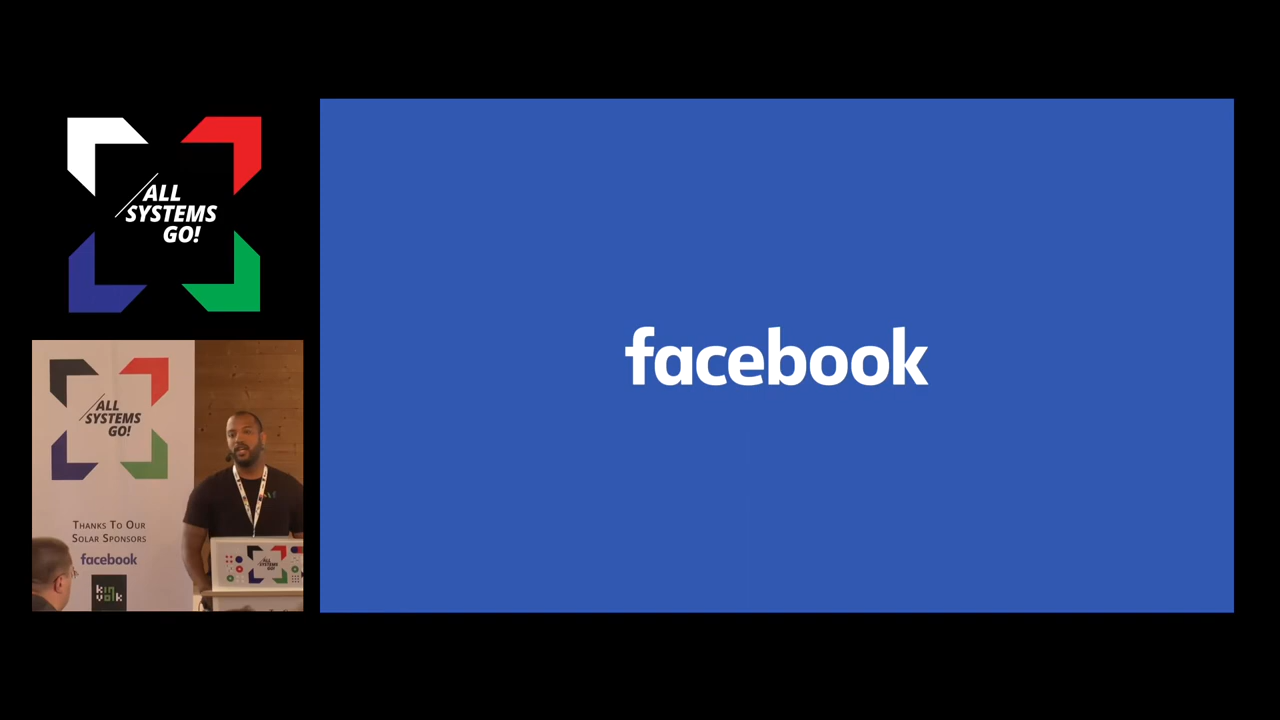 ALL
SYSTEMS
GO!
facebook
ALL
SYSTEMS
GO!
THANKS TO OUR
SOLAR SPONSORS
facebook
kin
volk